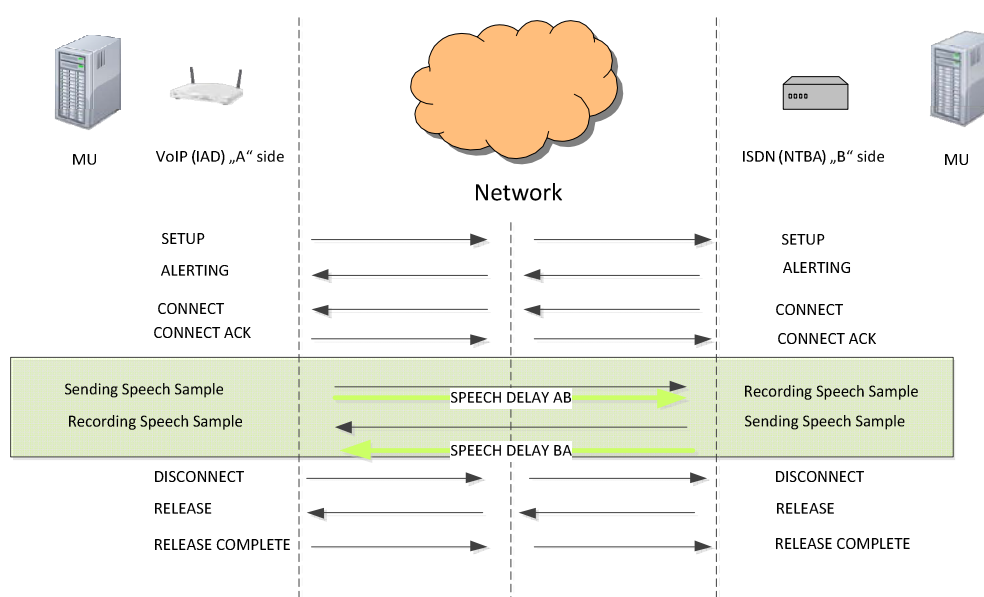 MU
VoIP (IAD) „A“ side
ISDN (NTBA) „B“ side
MU
Network
SETUP
SETUP
ALERTING
ALERTING
CONNECT
CONNECT
CONNECT ACK
CONNECT ACK
Sending Speech Sample
SPEECH DELAY AB
Recording Speech Sample
Recording Speech Sample
Sending Speech Sample
SPEECH DELAY BA
DISCONNECT
DISCONNECT
RELEASE
RELEASE
RELEASE COMPLETE
RELEASE COMPLETE